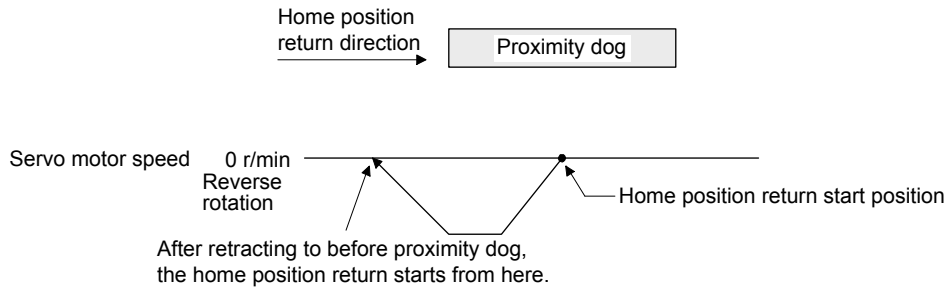 Home position
return direction
Proximity dog
Servo motor speed 0 r/min
Reverse
rotation
Home position return start position
After retracting to before proximity dog,
the home position return starts from here.